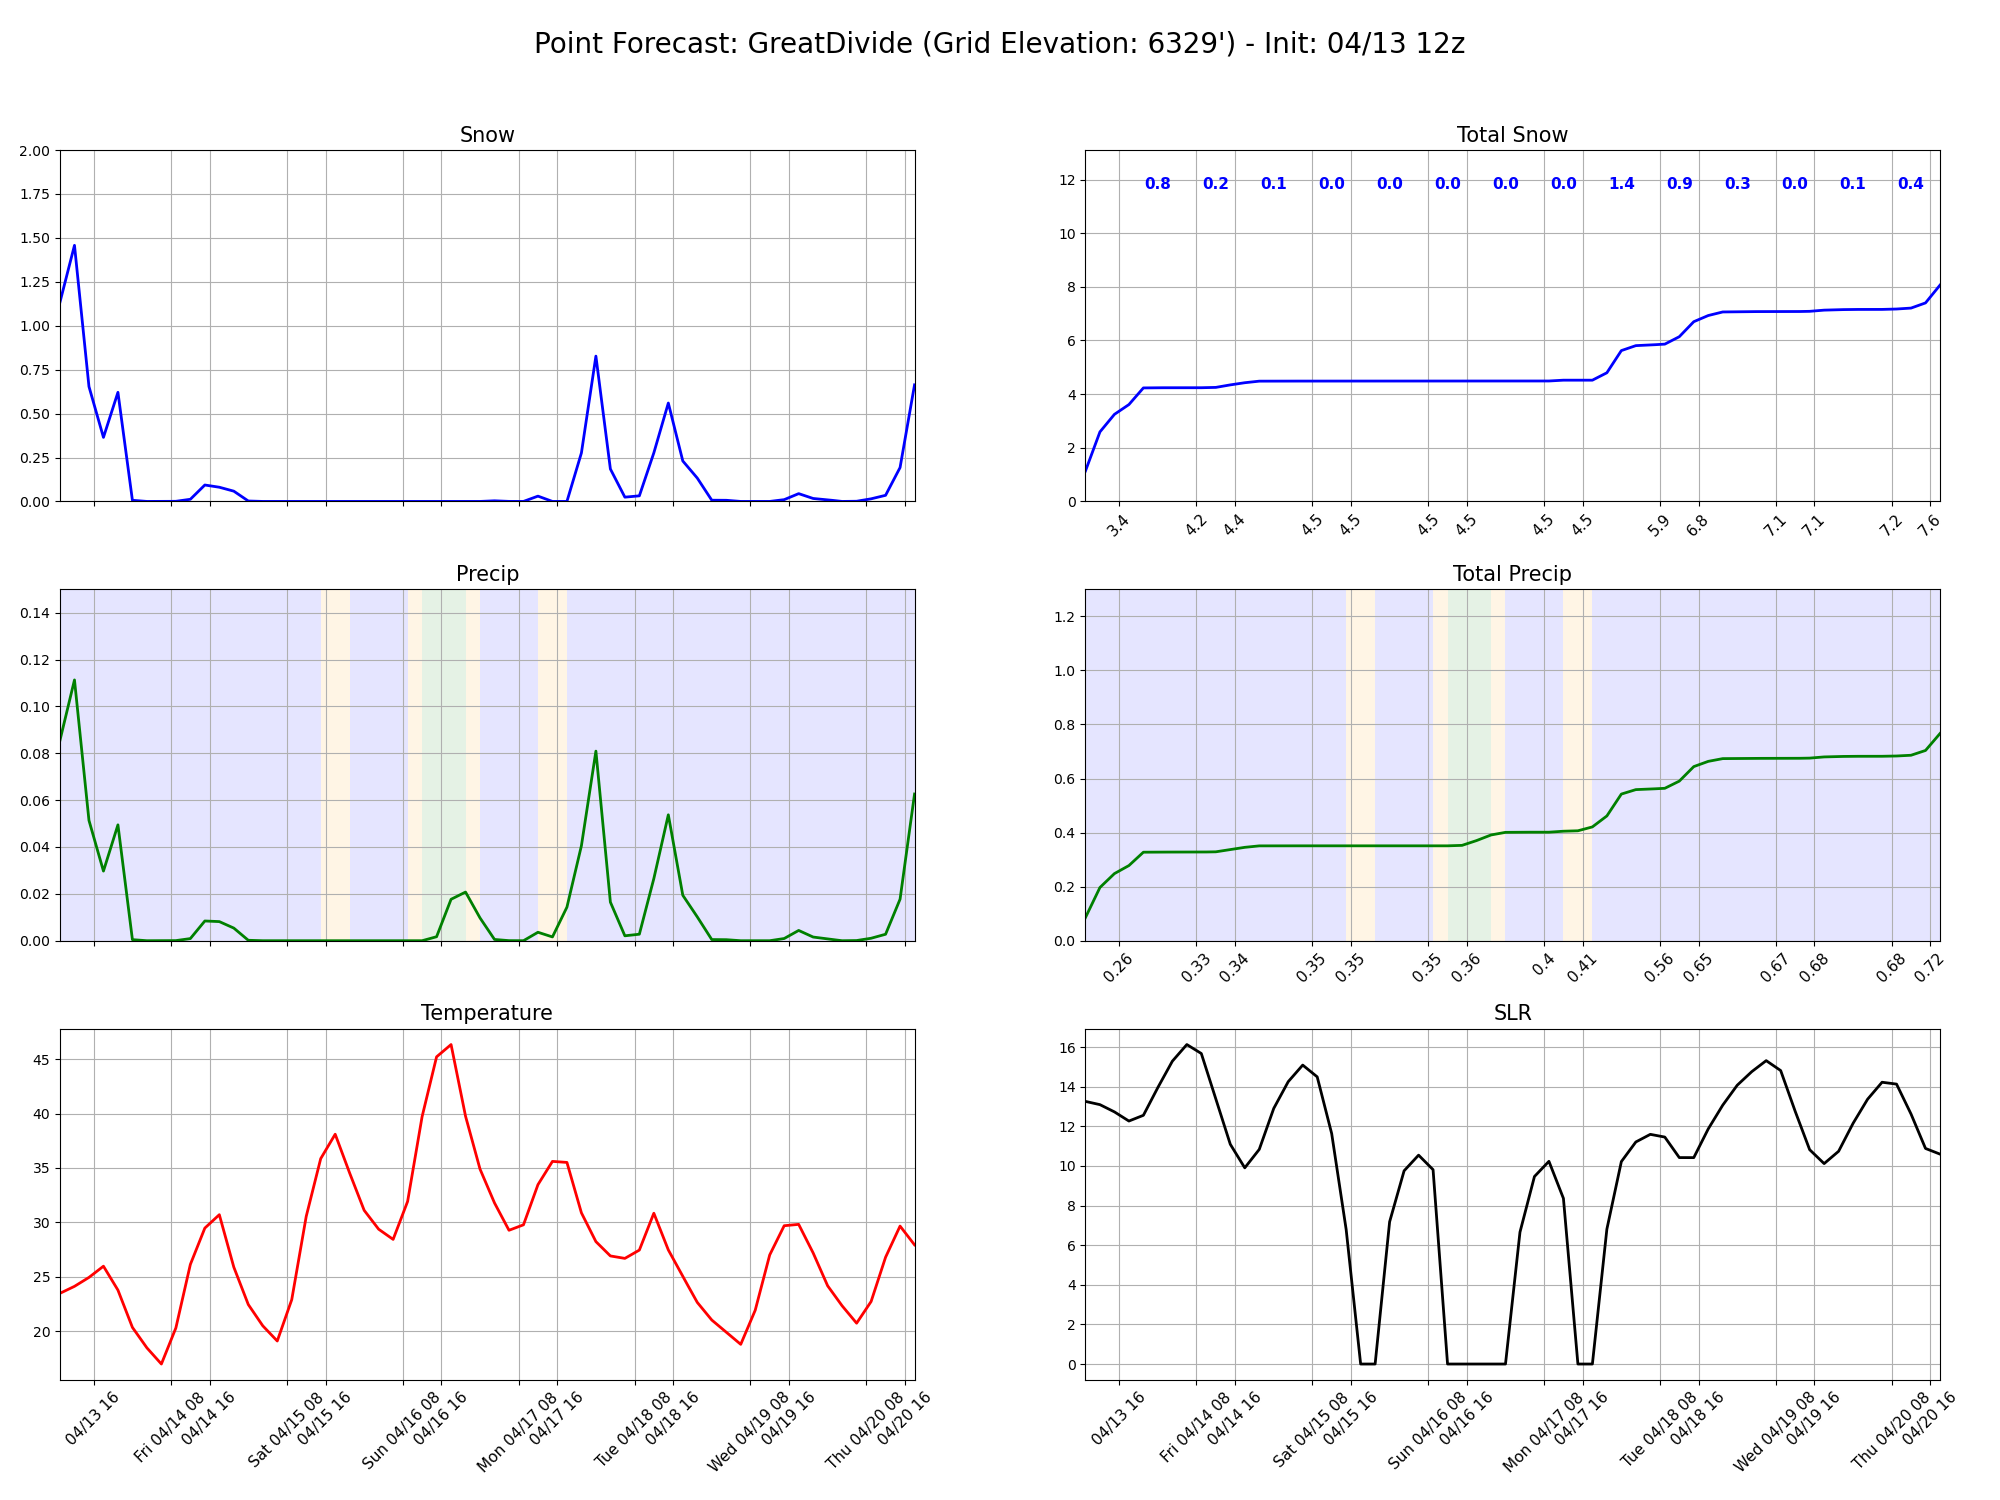 Point Forecast: GreatDivide (Grid Elevation: 6329') - Init: 04/13 12z
Snow
2.00
1.75
1.50
1.25
1.00
0.75
0.50
0.25
0.00
Total Snow
0.8 0.2 0.1 0.0 0.0 0.0 0.0 0.0 1.4 0.9 0.3 0.0 0.1 0.4
12
10
8
6
4
2
0
3.4 4.2 4.4 4.5 4.5 4.5 4.5 4.5 4.5 5.9 6.8 7.1 7.1 7.2 7.6
Precip
0.14
0.12
0.10
0.08
0.06
0.04
0.02
0.00
Total Precip
1.2
1.0
0.8
0.6
0.4
0.2
0.0
0.26 0.33 0.34 0.35 0.35 0.35 0.36 0.4 0.41 0.56 0.65 0.67 0.68 0.68 0.72
Temperature
45
40
35
30
25
20
04/13 16
Fri 04/14 08
04/14 16
Sat 04/15 08
04/15 16
Sun 04/16 08
04/16 16
Mon 04/17 08
04/17 16
Tue 04/18 08
04/18 16
Wed 04/19 08
04/19 16
Thu 04/20 08
04/20 16
SLR
16
14
12
10
8
6
4
2
0
04/13 16
Fri 04/14 08
04/14 16
Sat 04/15 08
04/15 16
Sun 04/16 08
04/16 16
Mon 04/17 08
04/17 16
Tue 04/18 08
04/18 16
Wed 04/19 08
04/19 16
Thu 04/20 08
04/20 16